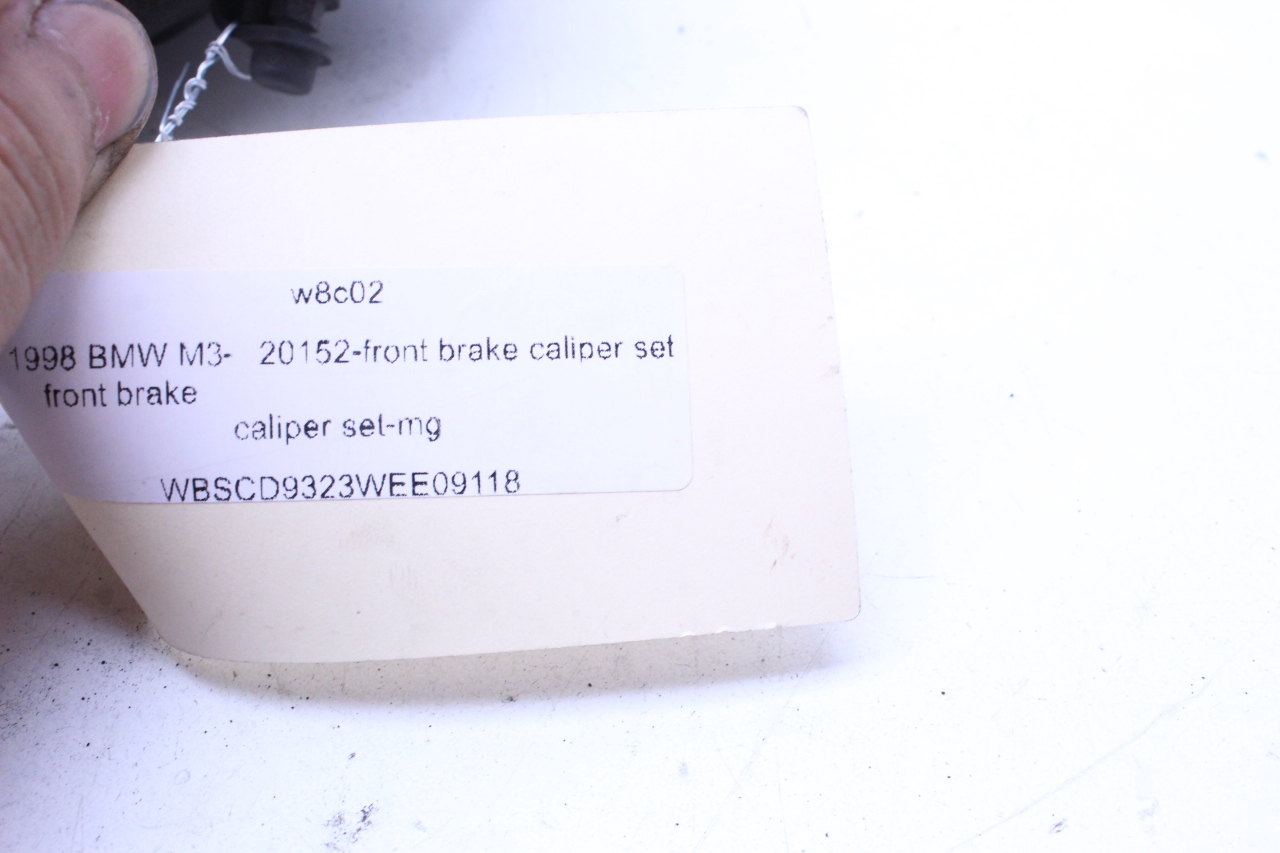 w8c02
1998 BMW M3- 20152-front brake caliper set
front brake
caliper set-mg
WBSCD9323WEE09118